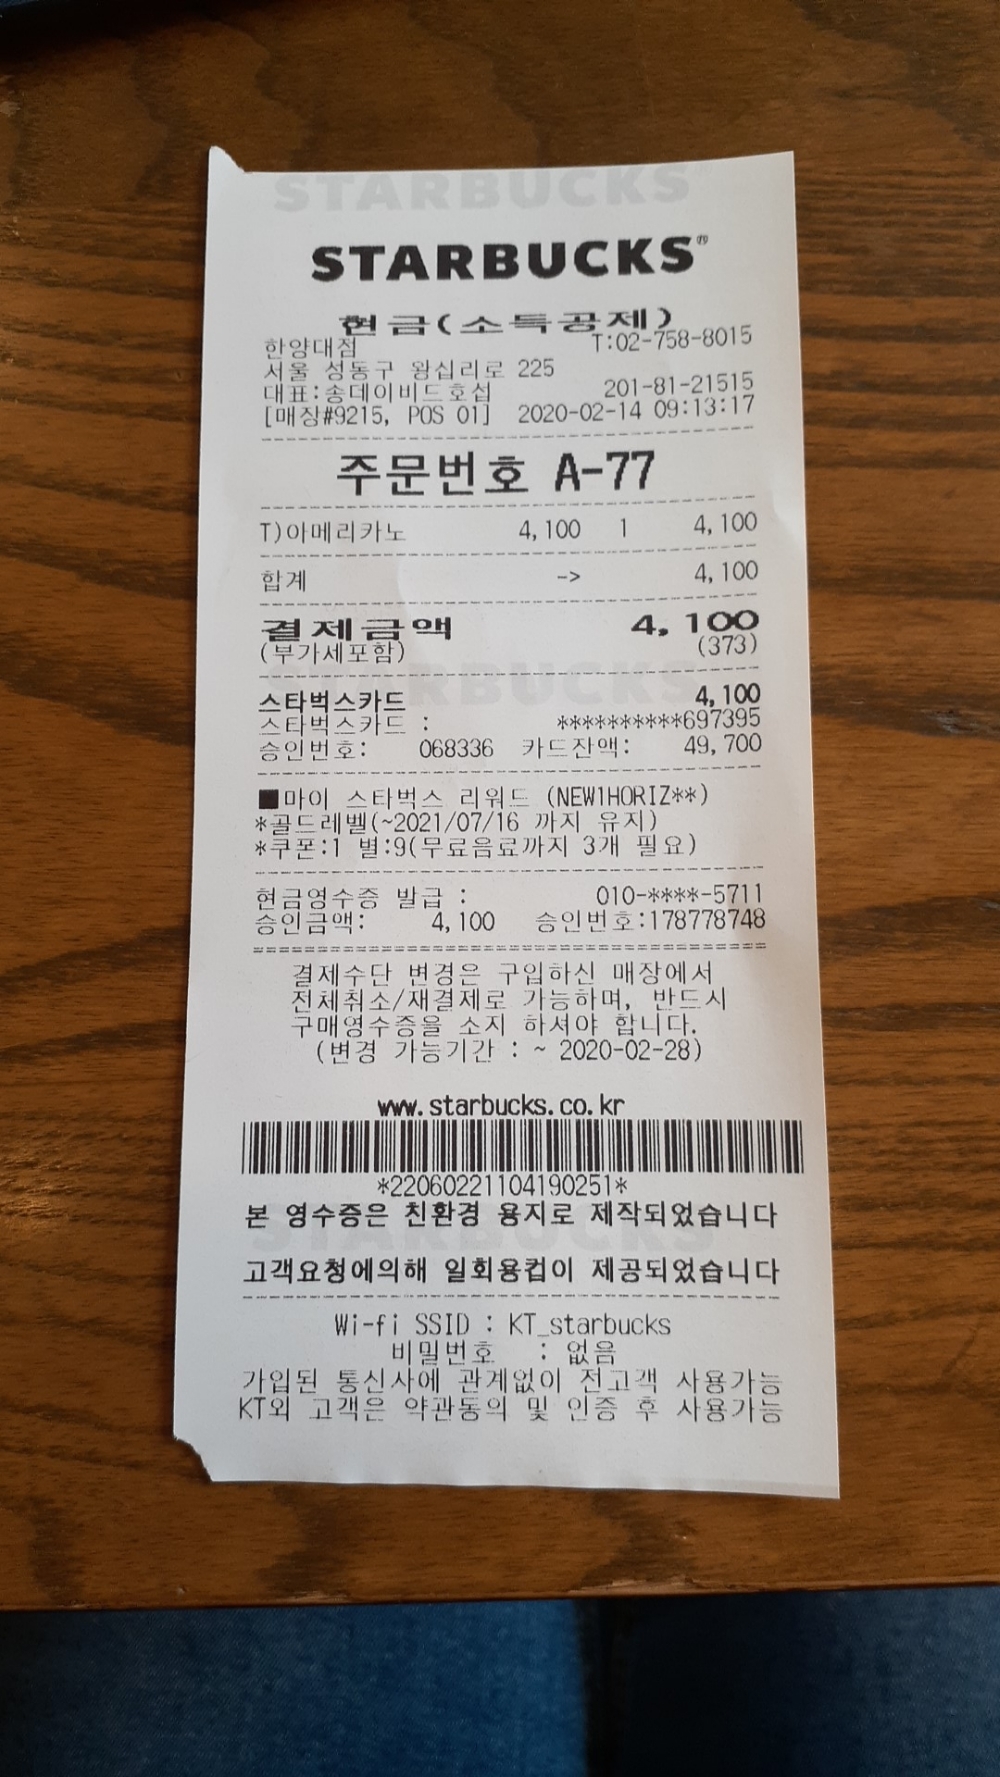 STARBUCKS
STARBUCKS®
현금(소득공제)
한양대점 T:02-758-8015
서울 성동구 왕십리로 225
대표:송데이비드호섭 201-81-21515
[매장#9215, POS 01] 2020-02-14 09:13:17
주문번호 A-77
T)아메리카노 4,100 1 4,100
합계 -> 4,100
결제금액 4,100
(부가세포함) (373)
스타벅스카드 4,100
스타벅스카드 : **********697395
승인번호: 068336 카드잔액: 49,700
■마이 스타벅스 리워드 (NEW1HORIZ**)
*골드레벨(~2021/07/16 까지 유지)
*쿠폰:1 별:9(무료음료까지 3개 필요)
현금영수증 발급 : 010-****-5711
승인금액: 4,100 승인번호:178778748
결제수단 변경은 구입하신 매장에서
전체취소/재결제로 가능하며, 반드시
구매영수증을 소지 하셔야 합니다.
(변경 가능기간 : ~ 2020-02-28)
www.starbucks.co.kr
*22060221104190251*
본 영수증은 친환경 용지로 제작되었습니다
고객요청에의해 일회용컵이 제공되었습니다
Wi-fi SSID : KT_starbucks
비밀번호 : 없음
가입된 통신사에 관계없이 전고객 사용가능
KT외 고객은 약관동의 및 인증 후 사용가능